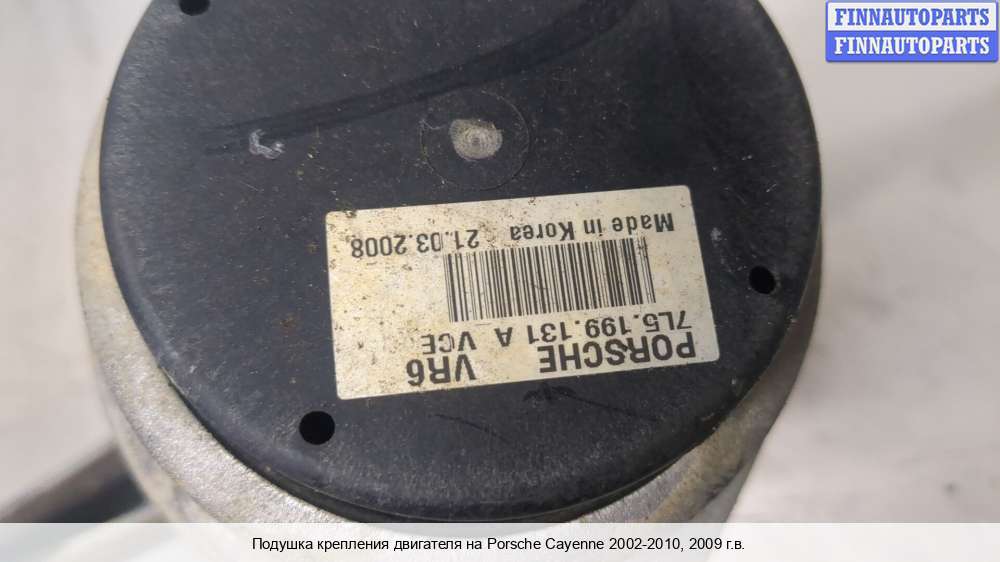 FINNAUTOPARTS
FINNAUTOPARTS
PORSCHE VR6
7L5.199.131 A VCE
Made in Korea 21.03.2008
Подушка крепления двигателя на Porsche Cayenne 2002-2010, 2009 г.в.